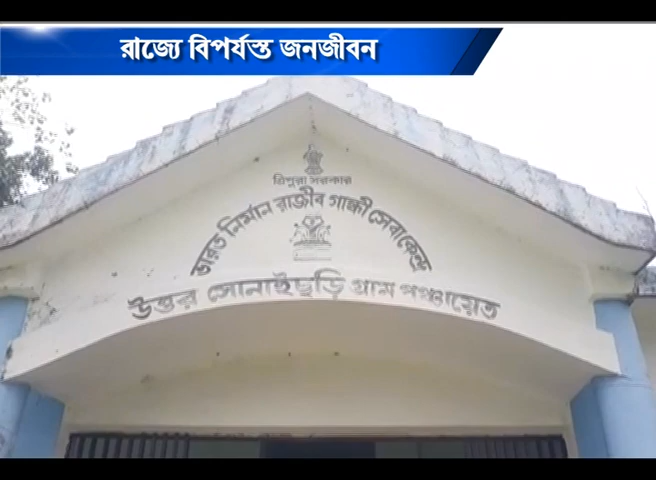 রাজ্যে বিপর্যস্ত জনজীবন
ত্রিপুরা সরকার
ভারত নির্মান রাজীব গান্ধী সেবাকেন্দ্র
উত্তর সোনাইছড়ি গ্রাম পঞ্চায়েত